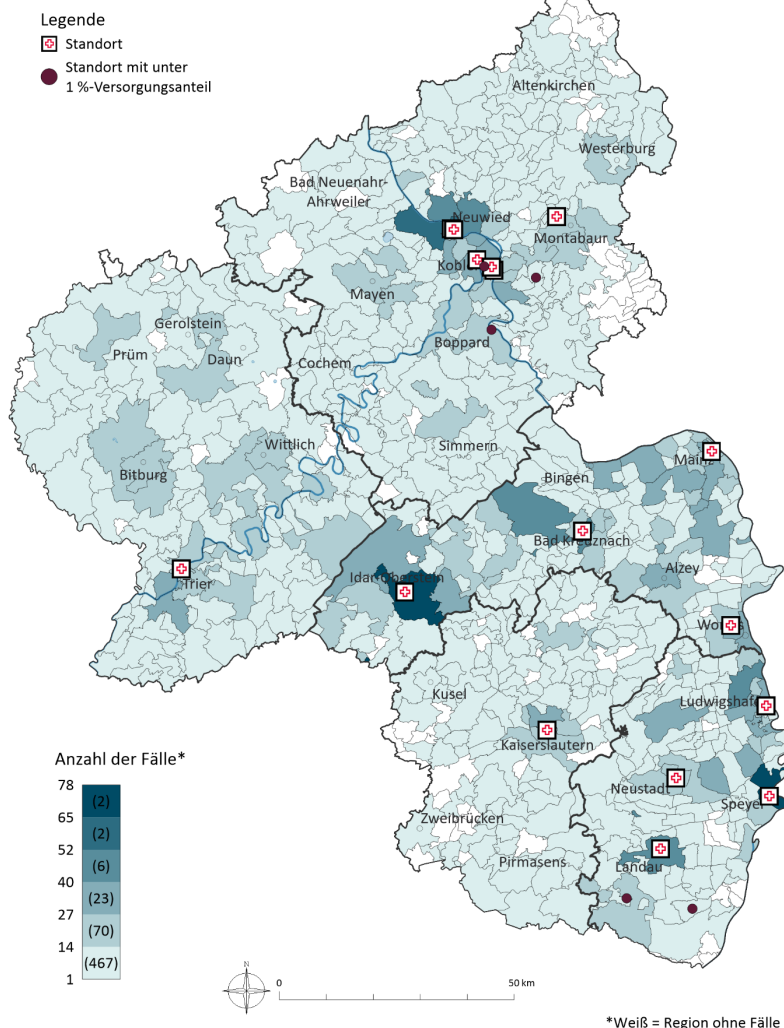 Legende
Standort
Standort mit unter
1 %-Versorgungsanteil
Altenkirchen
Westerburg
Bad Neuenahr-
Ahrweiler
Neuwied
Montabaur
Mayen
Gerolstein
Prüm
Daun
Boppard
Cochem
Simmern
Wittlich
Bitburg
Bingen
Mainz
Bad Kreuznach
Trier
Idar-Oberstein
Alzey
Kusel
Kaiserslautern
Neustadt
Speyer
Zweibrücken
Pirmasens
Landau
Anzahl der Fälle*
78
(2)
65
(2)
52
(6)
40
(23)
27
(70)
14
(467)
1
N
0
50 km
*Weiß = Region ohne Fälle